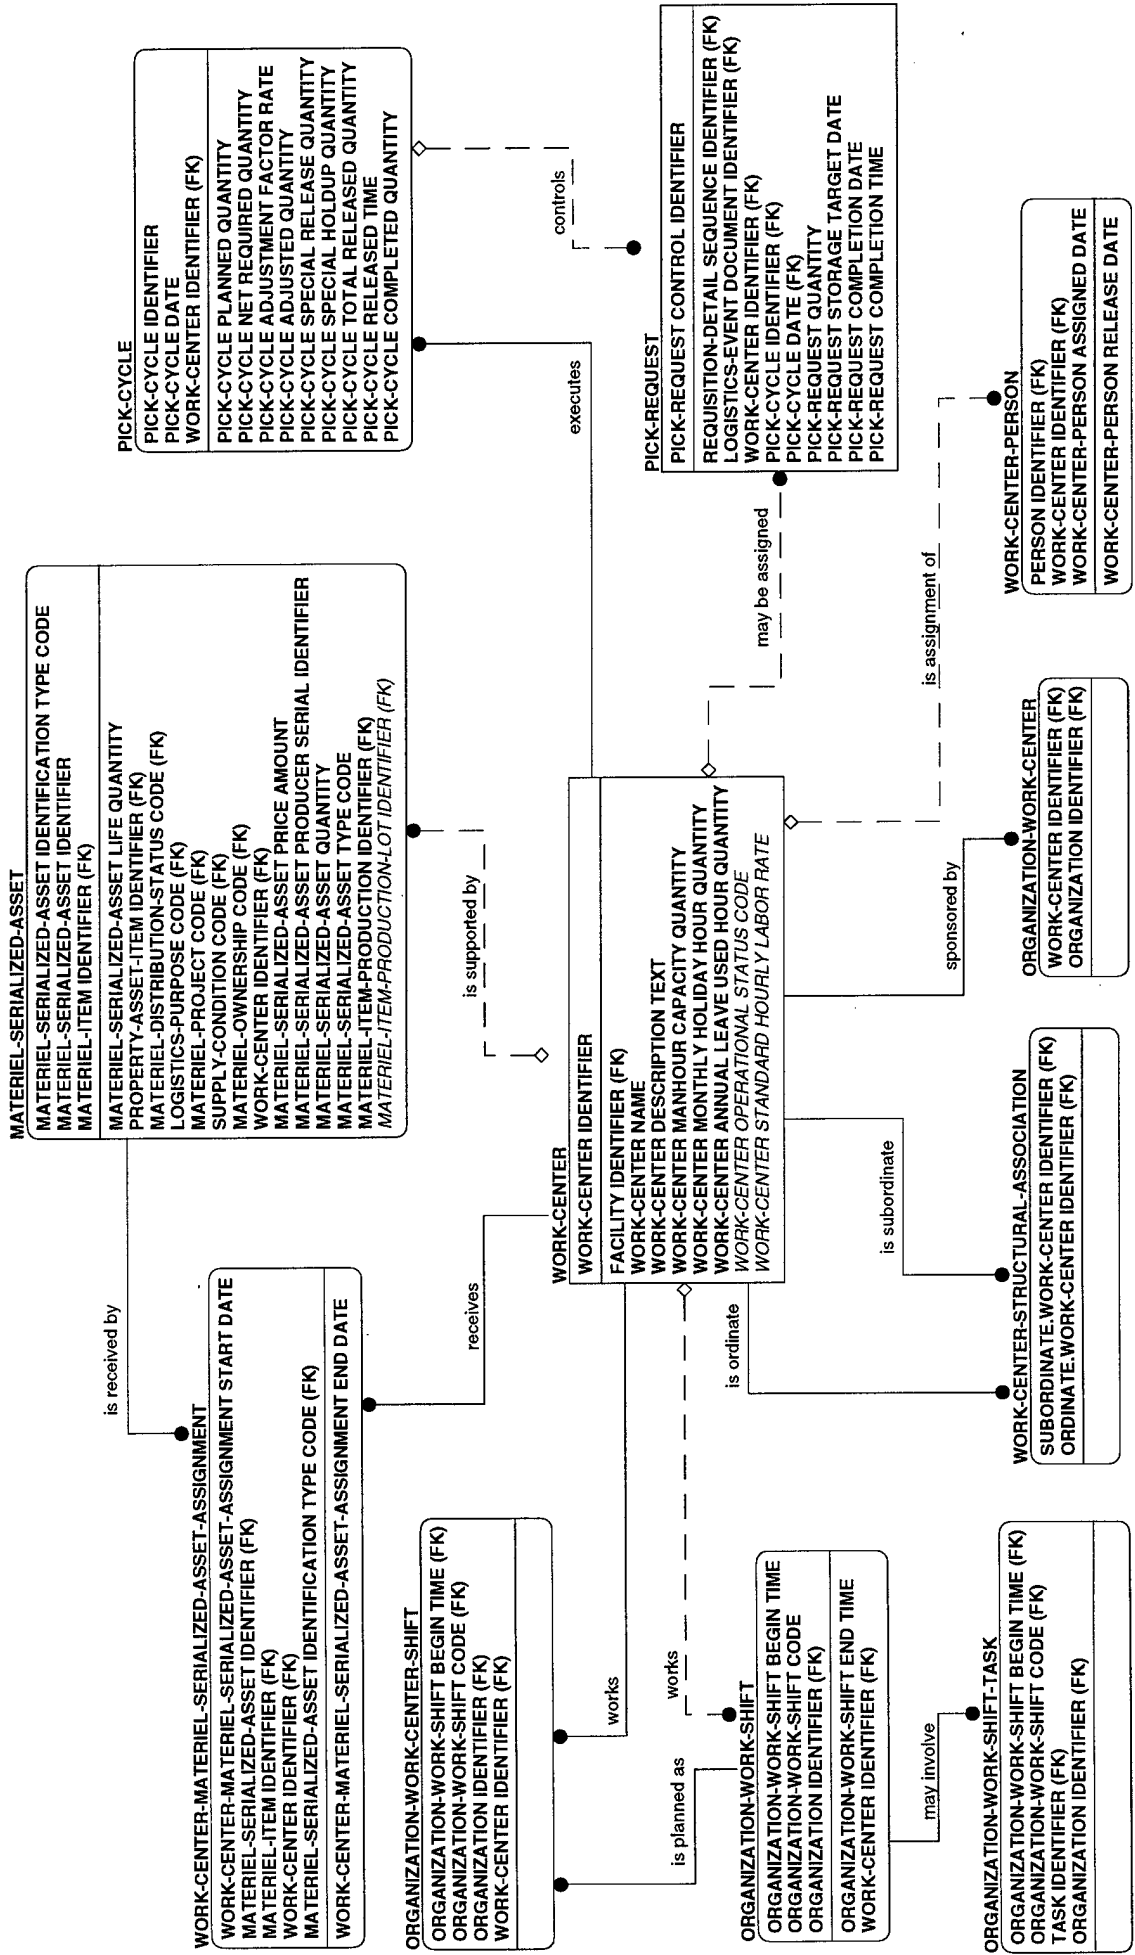 MATERIEL-SERIALIZED-ASSET
MATERIEL-SERIALIZED-ASSET IDENTIFICATION TYPE CODE
MATERIEL-SERIALIZED-ASSET IDENTIFIER
MATERIEL-ITEM IDENTIFIER (FK)
MATERIEL-SERIALIZED-ASSET LIFE QUANTITY
PROPERTY-ASSET-ITEM IDENTIFIER (FK)
MATERIEL-DISTRIBUTION-STATUS CODE (FK)
LOGISTICS-PURPOSE CODE (FK)
MATERIEL-PROJECT CODE (FK)
SUPPLY-CONDITION CODE (FK)
MATERIEL-OWNERSHIP CODE (FK)
WORK-CENTER IDENTIFIER (FK)
MATERIEL-SERIALIZED-ASSET PRICE AMOUNT
MATERIEL-SERIALIZED-ASSET PRODUCER SERIAL IDENTIFIER
MATERIEL-SERIALIZED-ASSET QUANTITY
MATERIEL-SERIALIZED-ASSET TYPE CODE
MATERIEL-ITEM-PRODUCTION IDENTIFIER (FK)
MATERIEL-ITEM-PRODUCTION-LOT IDENTIFIER (FK)
PICK-CYCLE
PICK-CYCLE IDENTIFIER
PICK-CYCLE DATE
WORK-CENTER IDENTIFIER (FK)
PICK-CYCLE PLANNED QUANTITY
PICK-CYCLE NET REQUIRED QUANTITY
PICK-CYCLE ADJUSTMENT FACTOR RATE
PICK-CYCLE ADJUSTED QUANTITY
PICK-CYCLE SPECIAL RELEASE QUANTITY
PICK-CYCLE SPECIAL HOLDUP QUANTITY
PICK-CYCLE TOTAL RELEASED QUANTITY
PICK-CYCLE RELEASED TIME
PICK-CYCLE COMPLETED QUANTITY
is received by
WORK-CENTER-MATERIEL-SERIALIZED-ASSET-ASSIGNMENT
WORK-CENTER-MATERIEL-SERIALIZED-ASSET-ASSIGNMENT START DATE
MATERIEL-SERIALIZED-ASSET IDENTIFIER (FK)
MATERIEL-ITEM IDENTIFIER (FK)
WORK-CENTER IDENTIFIER (FK)
MATERIEL-SERIALIZED-ASSET IDENTIFICATION TYPE CODE (FK)
WORK-CENTER-MATERIEL-SERIALIZED-ASSET-ASSIGNMENT END DATE
receives
is supported by
executes
controls
ORGANIZATION-WORK-CENTER-SHIFT
ORGANIZATION-WORK-SHIFT BEGIN TIME (FK)
ORGANIZATION-WORK-SHIFT CODE (FK)
ORGANIZATION IDENTIFIER (FK)
WORK-CENTER IDENTIFIER (FK)
works
WORK-CENTER
WORK-CENTER IDENTIFIER
FACILITY IDENTIFIER (FK)
WORK-CENTER NAME
WORK-CENTER DESCRIPTION TEXT
WORK-CENTER MANHOUR CAPACITY QUANTITY
WORK-CENTER MONTHLY HOLIDAY HOUR QUANTITY
WORK-CENTER ANNUAL LEAVE USED HOUR QUANTITY
WORK-CENTER OPERATIONAL STATUS CODE
WORK-CENTER STANDARD HOURLY LABOR RATE
PICK-REQUEST
PICK-REQUEST CONTROL IDENTIFIER
REQUISITION-DETAIL SEQUENCE IDENTIFIER (FK)
LOGISTICS-EVENT DOCUMENT IDENTIFIER (FK)
WORK-CENTER IDENTIFIER (FK)
PICK-CYCLE IDENTIFIER (FK)
PICK-CYCLE DATE (FK)
PICK-REQUEST QUANTITY
PICK-REQUEST STORAGE TARGET DATE
PICK-REQUEST COMPLETION DATE
PICK-REQUEST COMPLETION TIME
works
is planned as
is ordinate
may be assigned
ORGANIZATION-WORK-SHIFT
ORGANIZATION-WORK-SHIFT BEGIN TIME
ORGANIZATION-WORK-SHIFT CODE
ORGANIZATION IDENTIFIER (FK)
ORGANIZATION-WORK-SHIFT END TIME
WORK-CENTER IDENTIFIER (FK)
may involve
is subordinate
sponsored by
is assignment of
ORGANIZATION-WORK-SHIFT-TASK
ORGANIZATION-WORK-SHIFT BEGIN TIME (FK)
ORGANIZATION-WORK-SHIFT CODE (FK)
TASK IDENTIFIER (FK)
ORGANIZATION IDENTIFIER (FK)
WORK-CENTER-STRUCTURAL-ASSOCIATION
SUBORDINATE.WORK-CENTER IDENTIFIER (FK)
ORDINATE.WORK-CENTER IDENTIFIER (FK)
ORGANIZATION-WORK-CENTER
WORK-CENTER IDENTIFIER (FK)
ORGANIZATION IDENTIFIER (FK)
WORK-CENTER-PERSON
PERSON IDENTIFIER (FK)
WORK-CENTER IDENTIFIER (FK)
WORK-CENTER-PERSON ASSIGNED DATE
WORK-CENTER-PERSON RELEASE DATE